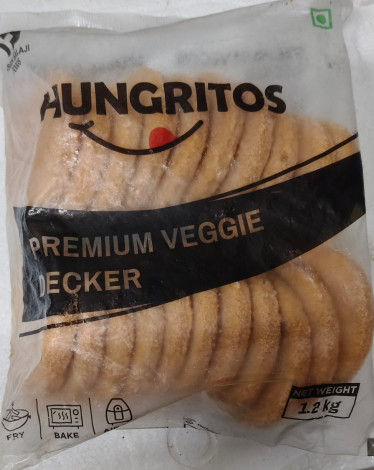 HUNGRITOS
PREMIUM VEGGIE
DECKER
NET WEIGHT
1.2 kg
FRY
BAKE